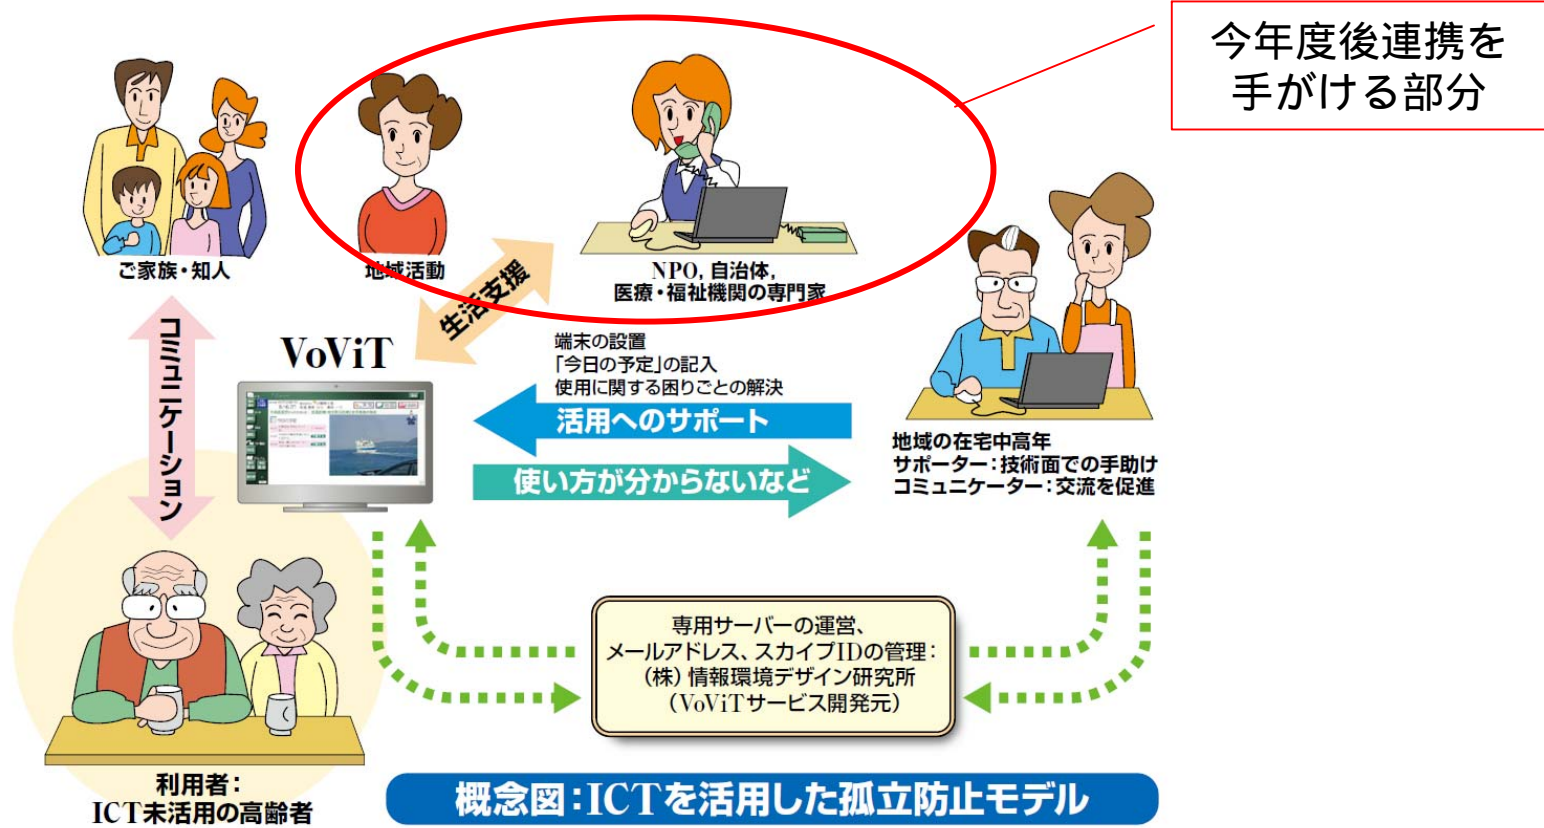 今年度後連携を
手がける部分
ご家族・知人
地域活動
NPO, 自治体,
医療・福祉機関の専門家
生活支援
コミュニケーション
VoViT
端末の設置
「今日の予定」の記入
使用に関する困りごとの解決
活用へのサポート
使い方が分からないなど
地域の在宅中高年
サポーター：技術面での手助け
コミュニケーター：交流を促進
専用サーバーの運営、
メールアドレス、スカイプIDの管理：
（株）情報環境デザイン研究所
（VoViTサービス開発元）
利用者：
ICT未活用の高齢者
概念図：ICTを活用した孤立防止モデル